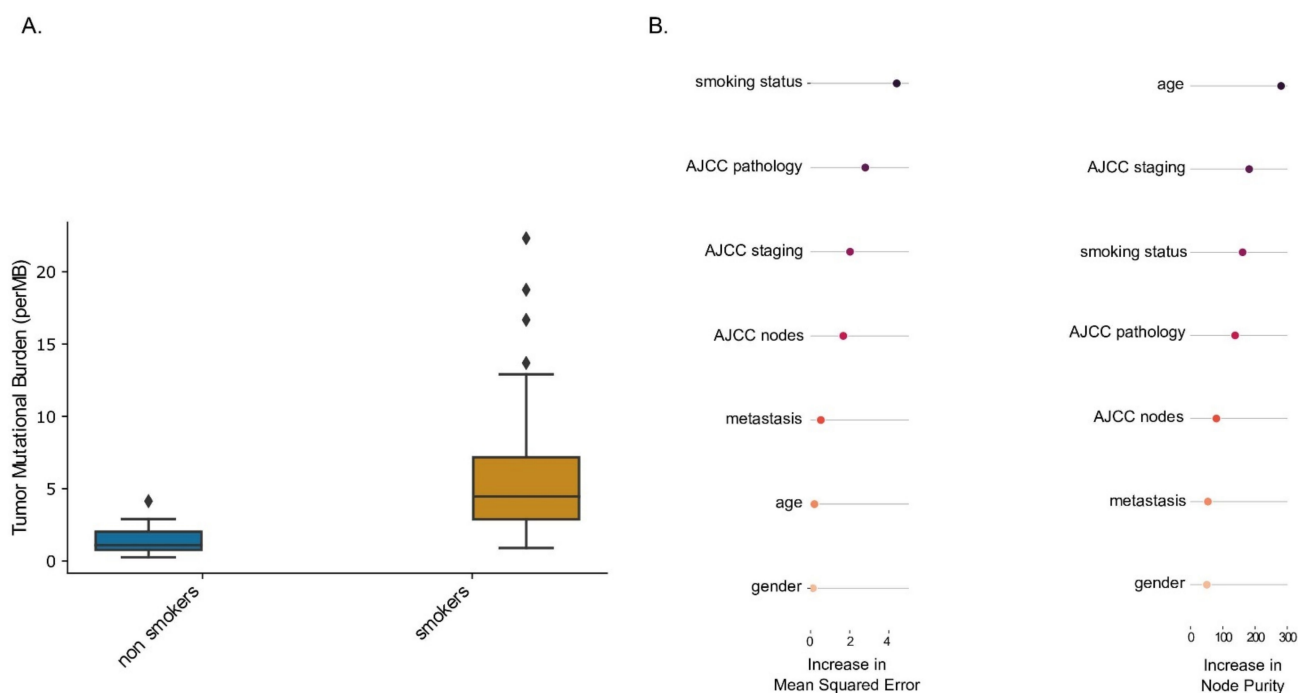 A.
Tumor Mutational Burden (perMB)
20
15
10
5
0
non smokers
smokers
B.
smoking status
AJCC pathology
AJCC staging
AJCC nodes
metastasis
age
gender
0 2 4
Increase in
Mean Squared Error
age
AJCC staging
smoking status
AJCC pathology
AJCC nodes
metastasis
gender
0 100 200 300
Increase in
Node Purity